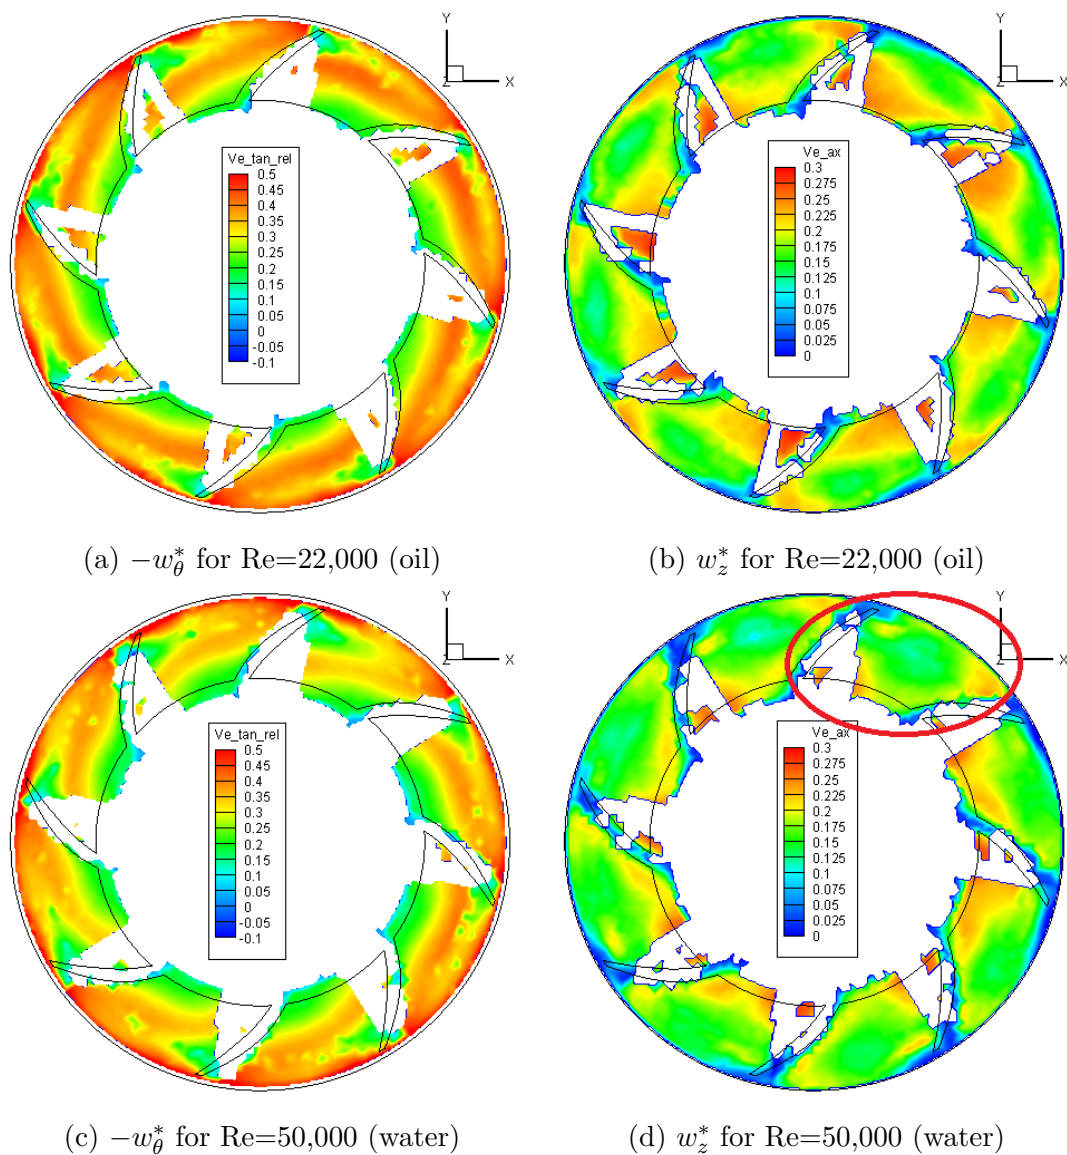 Y
Z
X
Ve_tan_rel
0.5
0.45
0.4
0.35
0.3
0.25
0.2
0.15
0.1
0.05
0
-0.05
-0.1
Y
Z
X
Ve_ax
0.3
0.275
0.25
0.225
0.2
0.175
0.15
0.125
0.1
0.075
0.05
0.025
0
(a) −w*θ for Re=22,000 (oil)
(b) w*z for Re=22,000 (oil)
Y
Z
X
Ve_tan_rel
0.5
0.45
0.4
0.35
0.3
0.25
0.2
0.15
0.1
0.05
0
-0.05
-0.1
Y
Z
X
Ve_ax
0.3
0.275
0.25
0.225
0.2
0.175
0.15
0.125
0.1
0.075
0.05
0.025
0
(c) −w*θ for Re=50,000 (water)
(d) w*z for Re=50,000 (water)